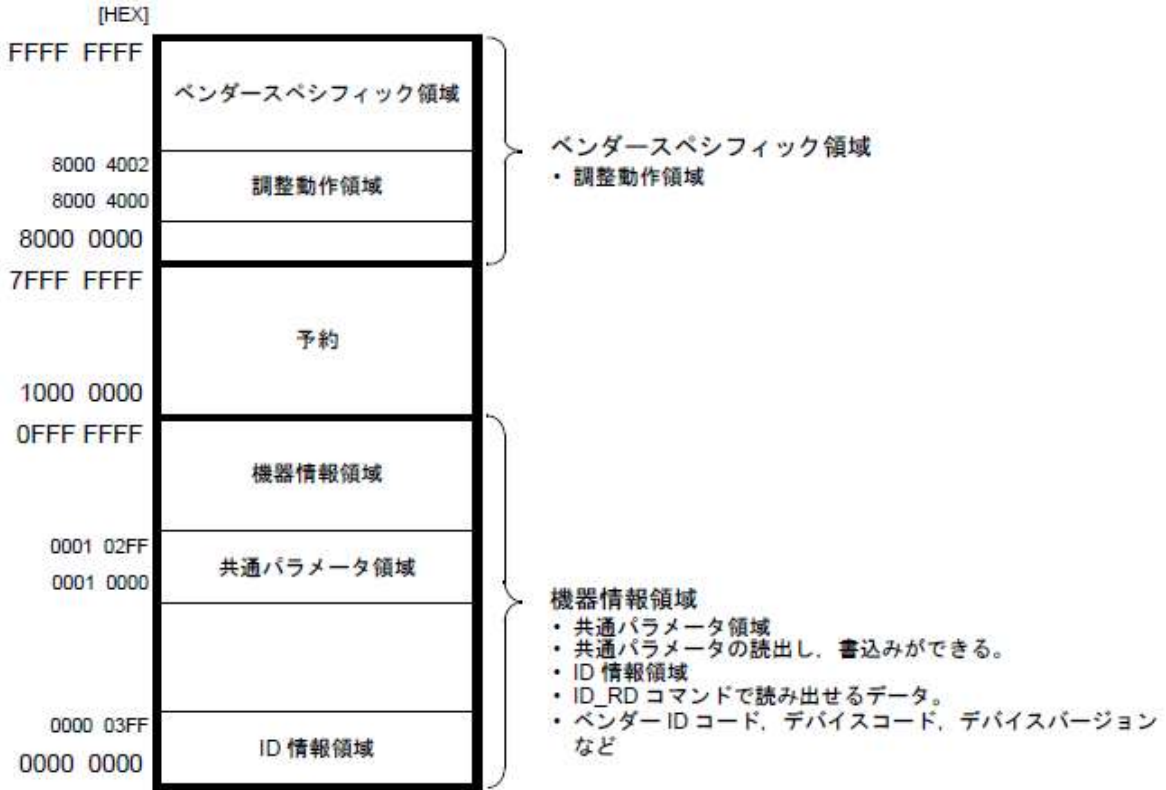 [HEX]
FFFF FFFF
ベンダースペシフィック領域
8000 4002
調整動作領域
8000 4000
8000 0000
ベンダースペシフィック領域
・ 調整動作領域
7FFF FFFF
予約
1000 0000
0FFF FFFF
機器情報領域
0001 02FF
共通パラメータ領域
0001 0000
機器情報領域
・ 共通パラメータ領域
・ 共通パラメータの読出し，書込みができる。
・ ID 情報領域
・ ID_RD コマンドで読み出せるデータ。
・ ベンダー ID コード，デバイスコード，デバイスバージョン
など
0000 03FF
ID 情報領域
0000 0000